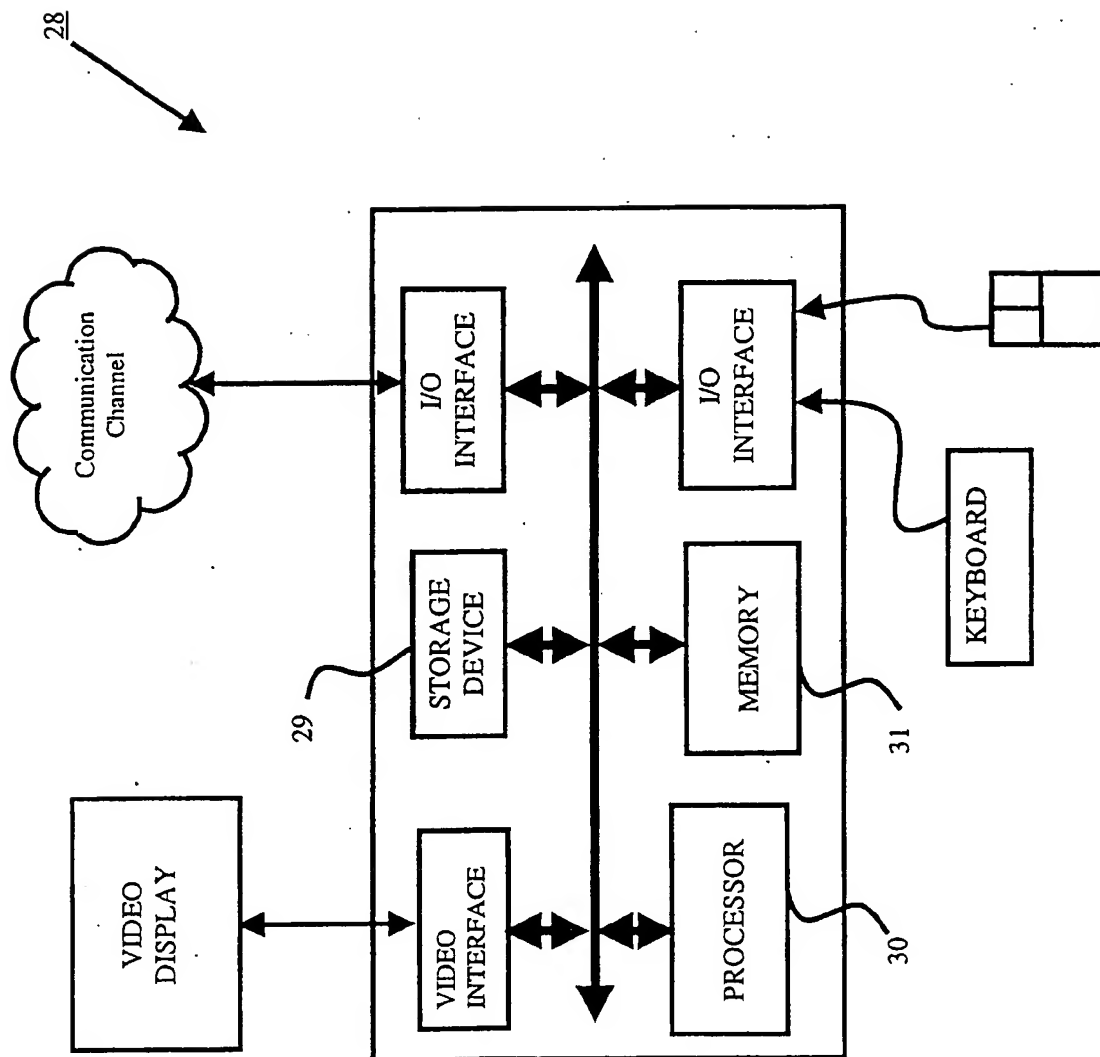 28
VIDEO
DISPLAY
Communication
Channel
29
VIDEO
INTERFACE
STORAGE
DEVICE
I/O
INTERFACE
PROCESSOR
MEMORY
I/O
INTERFACE
30
31
KEYBOARD